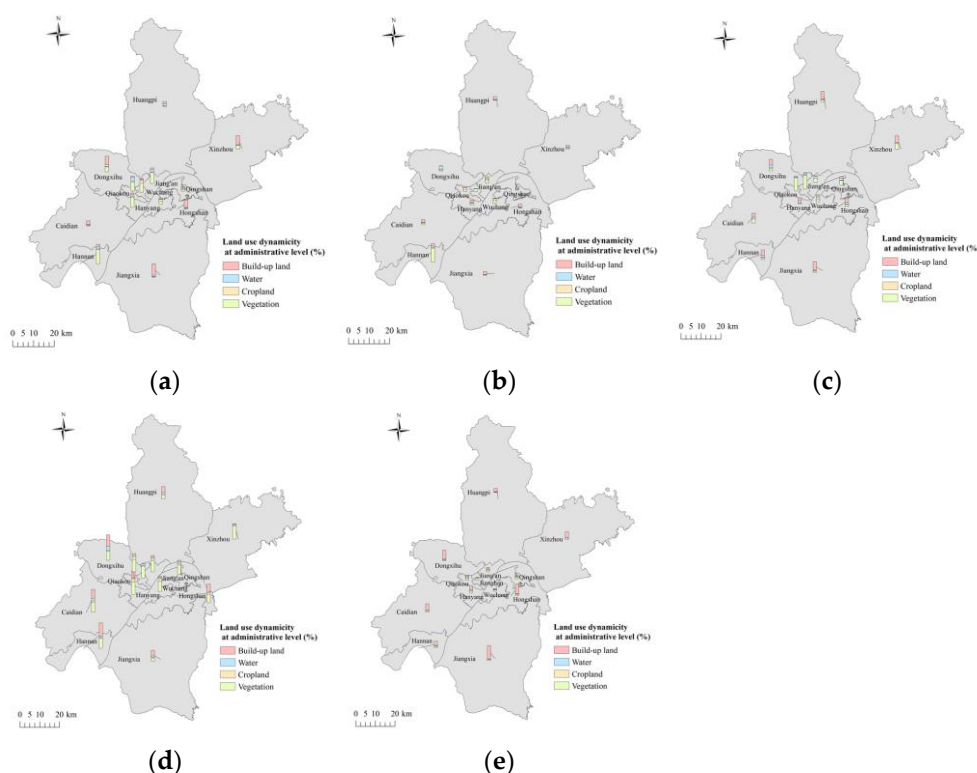 N
Huangpi
Xinzhou
Dongxihu
Jiang'an
Qiaokou
Wuchang
Qingshan
Hanyang
Hongshan
Caidian
Hannan
Jiangxia
Land use dynamicity
at administrative level (%)
Build-up land
Water
Cropland
Vegetation
0 5 10 20 km
(a)
N
Huangpi
Xinzhou
Dongxihu
Jiang'an
Qiaokou
Qingshan
Hanyang
Wuchang
Hongshan
Caidian
Hannan
Jiangxia
Land use dynamicity
at administrative level (%)
Build-up land
Water
Cropland
Vegetation
0 5 10 20 km
(b)
N
Huangpi
Xinzhou
Dongxihu
Jiang'an
Qiaokou
Qingshan
Hanyang
Wuchang
Hongshan
Caidian
Hannan
Jiangxia
Land use dynamicity
at administrative level (%)
Build-up land
Water
Cropland
Vegetation
0 5 10 20 km
(c)
N
Huangpi
Xinzhou
Dongxihu
Qiaokou
Jiang'an
Qingshan
Hanyang
Wuchang
Hongshan
Caidian
Hannan
Jiangxia
Land use dynamicity
at administrative level (%)
Build-up land
Water
Cropland
Vegetation
0 5 10 20 km
(d)
N
Huangpi
Xinzhou
Dongxihu
Jiang'an
Qiaokou
Jianghan
Qingshan
Hanyang
Wuchang
Hongshan
Caidian
Hannan
Jiangxia
Land use dynamicity
at administrative level (%)
Build-up land
Water
Cropland
Vegetation
0 5 10 20 km
(e)